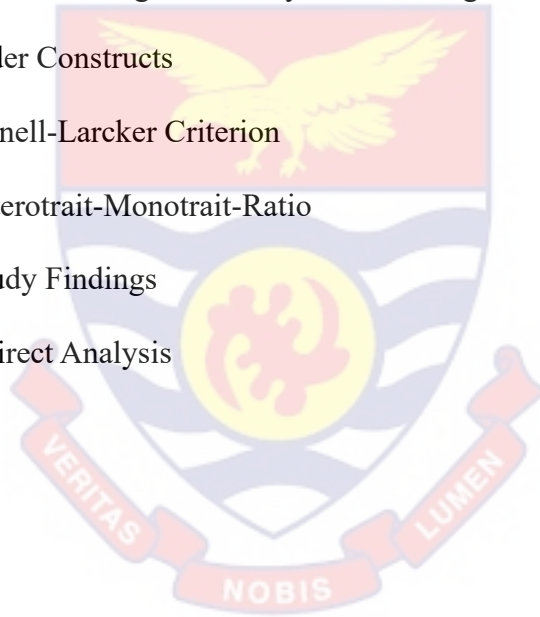 der Constructs
nell-Larcker Criterion
erotrait-Monotrait-Ratio
udy Findings
irect Analysis
VERITAS
NOBIS
LUMEN